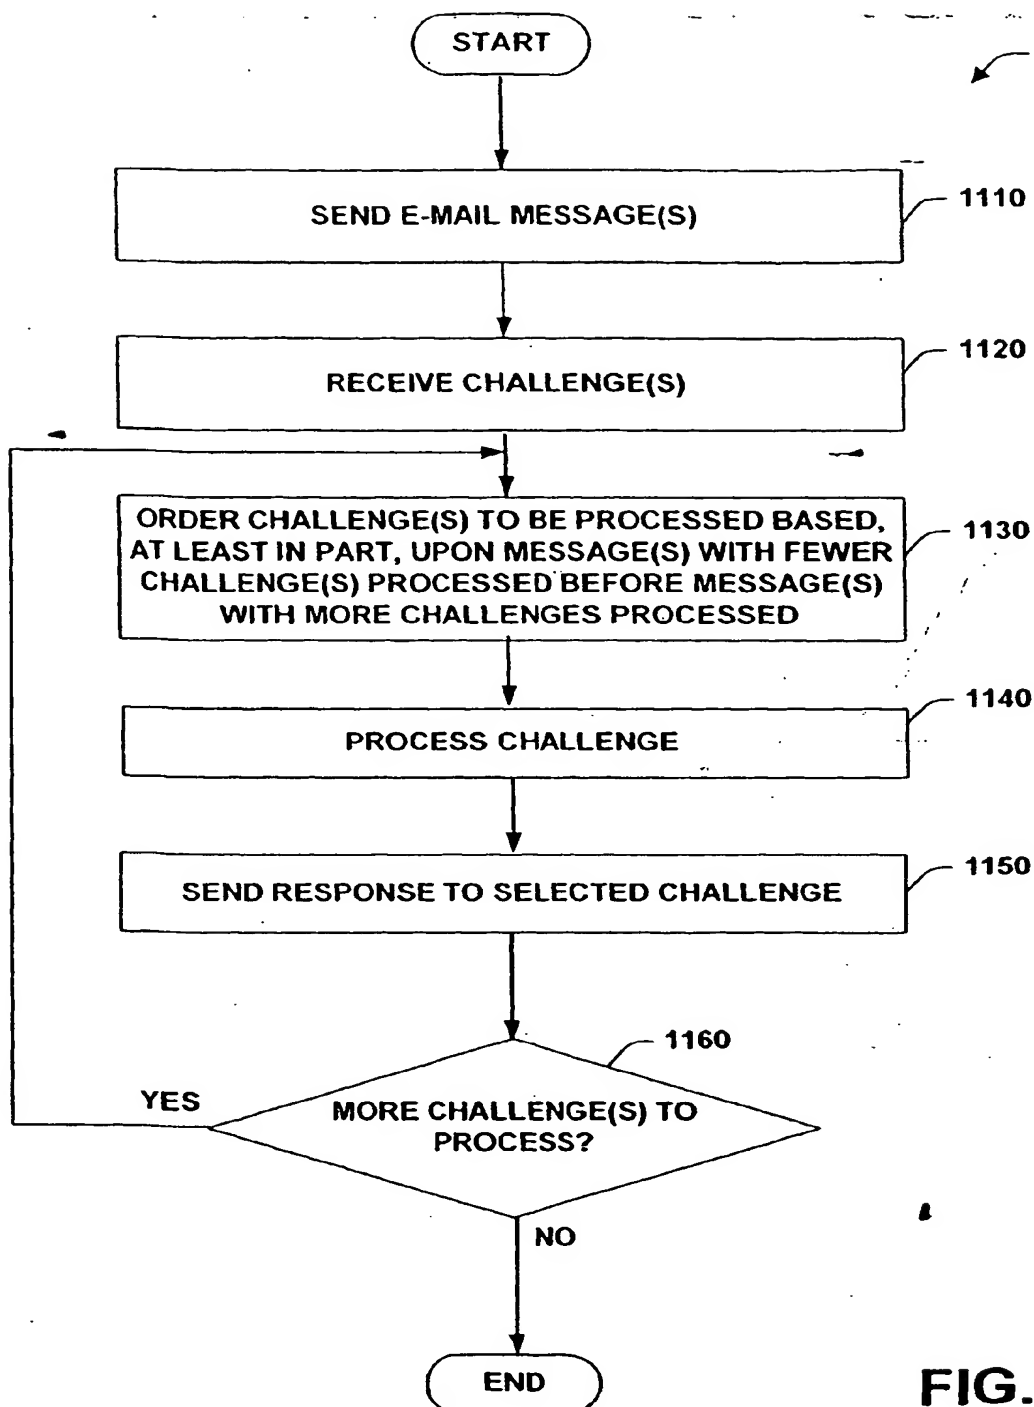 START
SEND E-MAIL MESSAGE(S)
1110
RECEIVE CHALLENGE(S)
1120
ORDER CHALLENGE(S) TO BE PROCESSED BASED,
AT LEAST IN PART, UPON MESSAGE(S) WITH FEWER
CHALLENGE(S) PROCESSED BEFORE MESSAGE(S)
WITH MORE CHALLENGES PROCESSED
1130
PROCESS CHALLENGE
1140
SEND RESPONSE TO SELECTED CHALLENGE
1150
1160
MORE CHALLENGE(S) TO
PROCESS?
YES
NO
END
FIG.